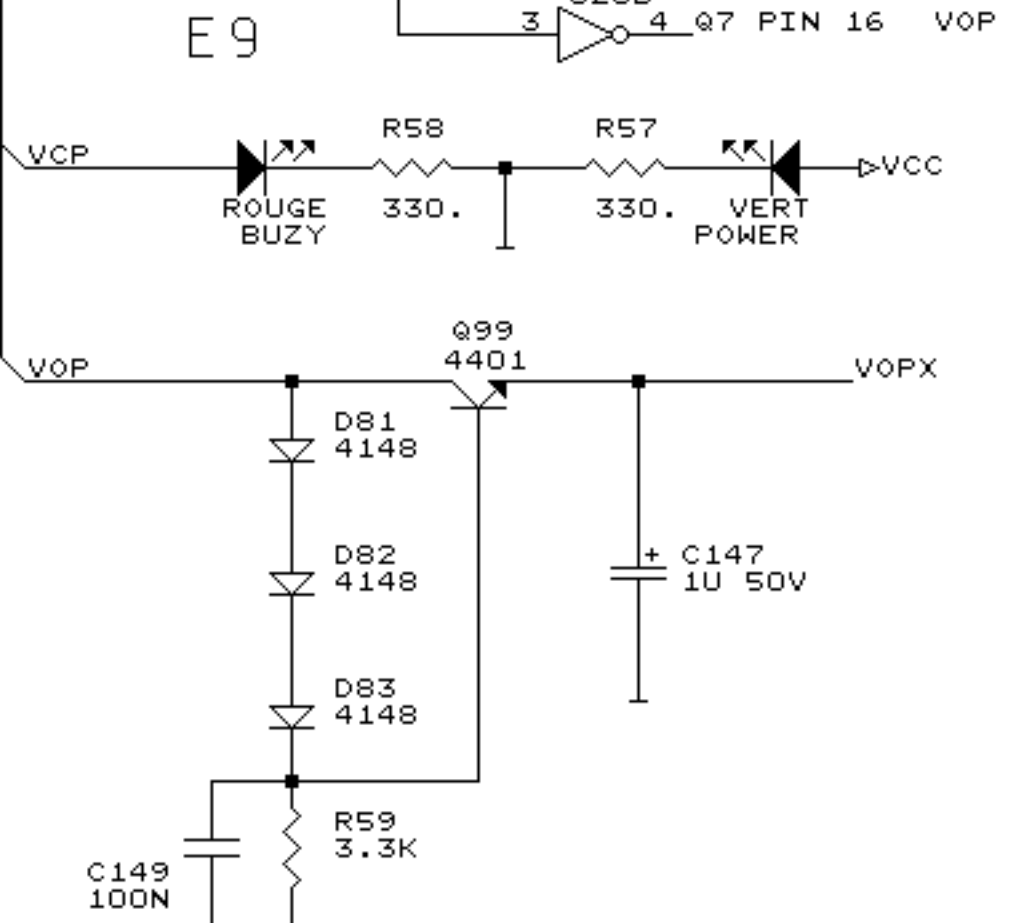 E9
3
4
Q7 PIN 16 VOP
VCP
R58
R57
VCC
ROUGE
BUZY
330.
330.
VERT
POWER
Q99
4401
VOP
VOPX
D81
4148
D82
4148
+
C147
1U 50V
D83
4148
R59
3.3K
C149
100N